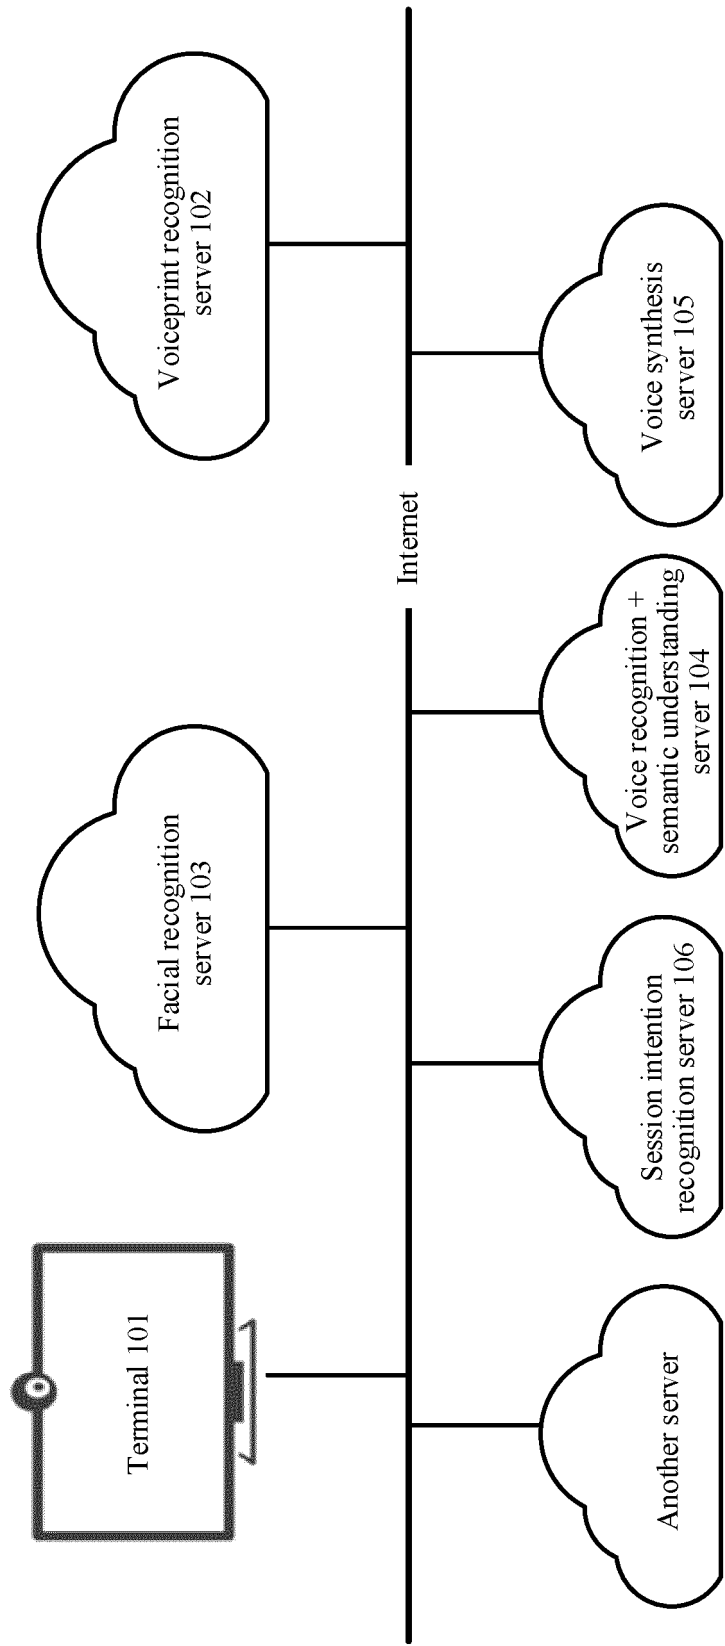 Terminal 101
Facial recognition
server 103
Voiceprint recognition
server 102
Internet
Another server
Session intention
recognition server 106
Voice recognition +
semantic understanding
server 104
Voice synthesis
server 105